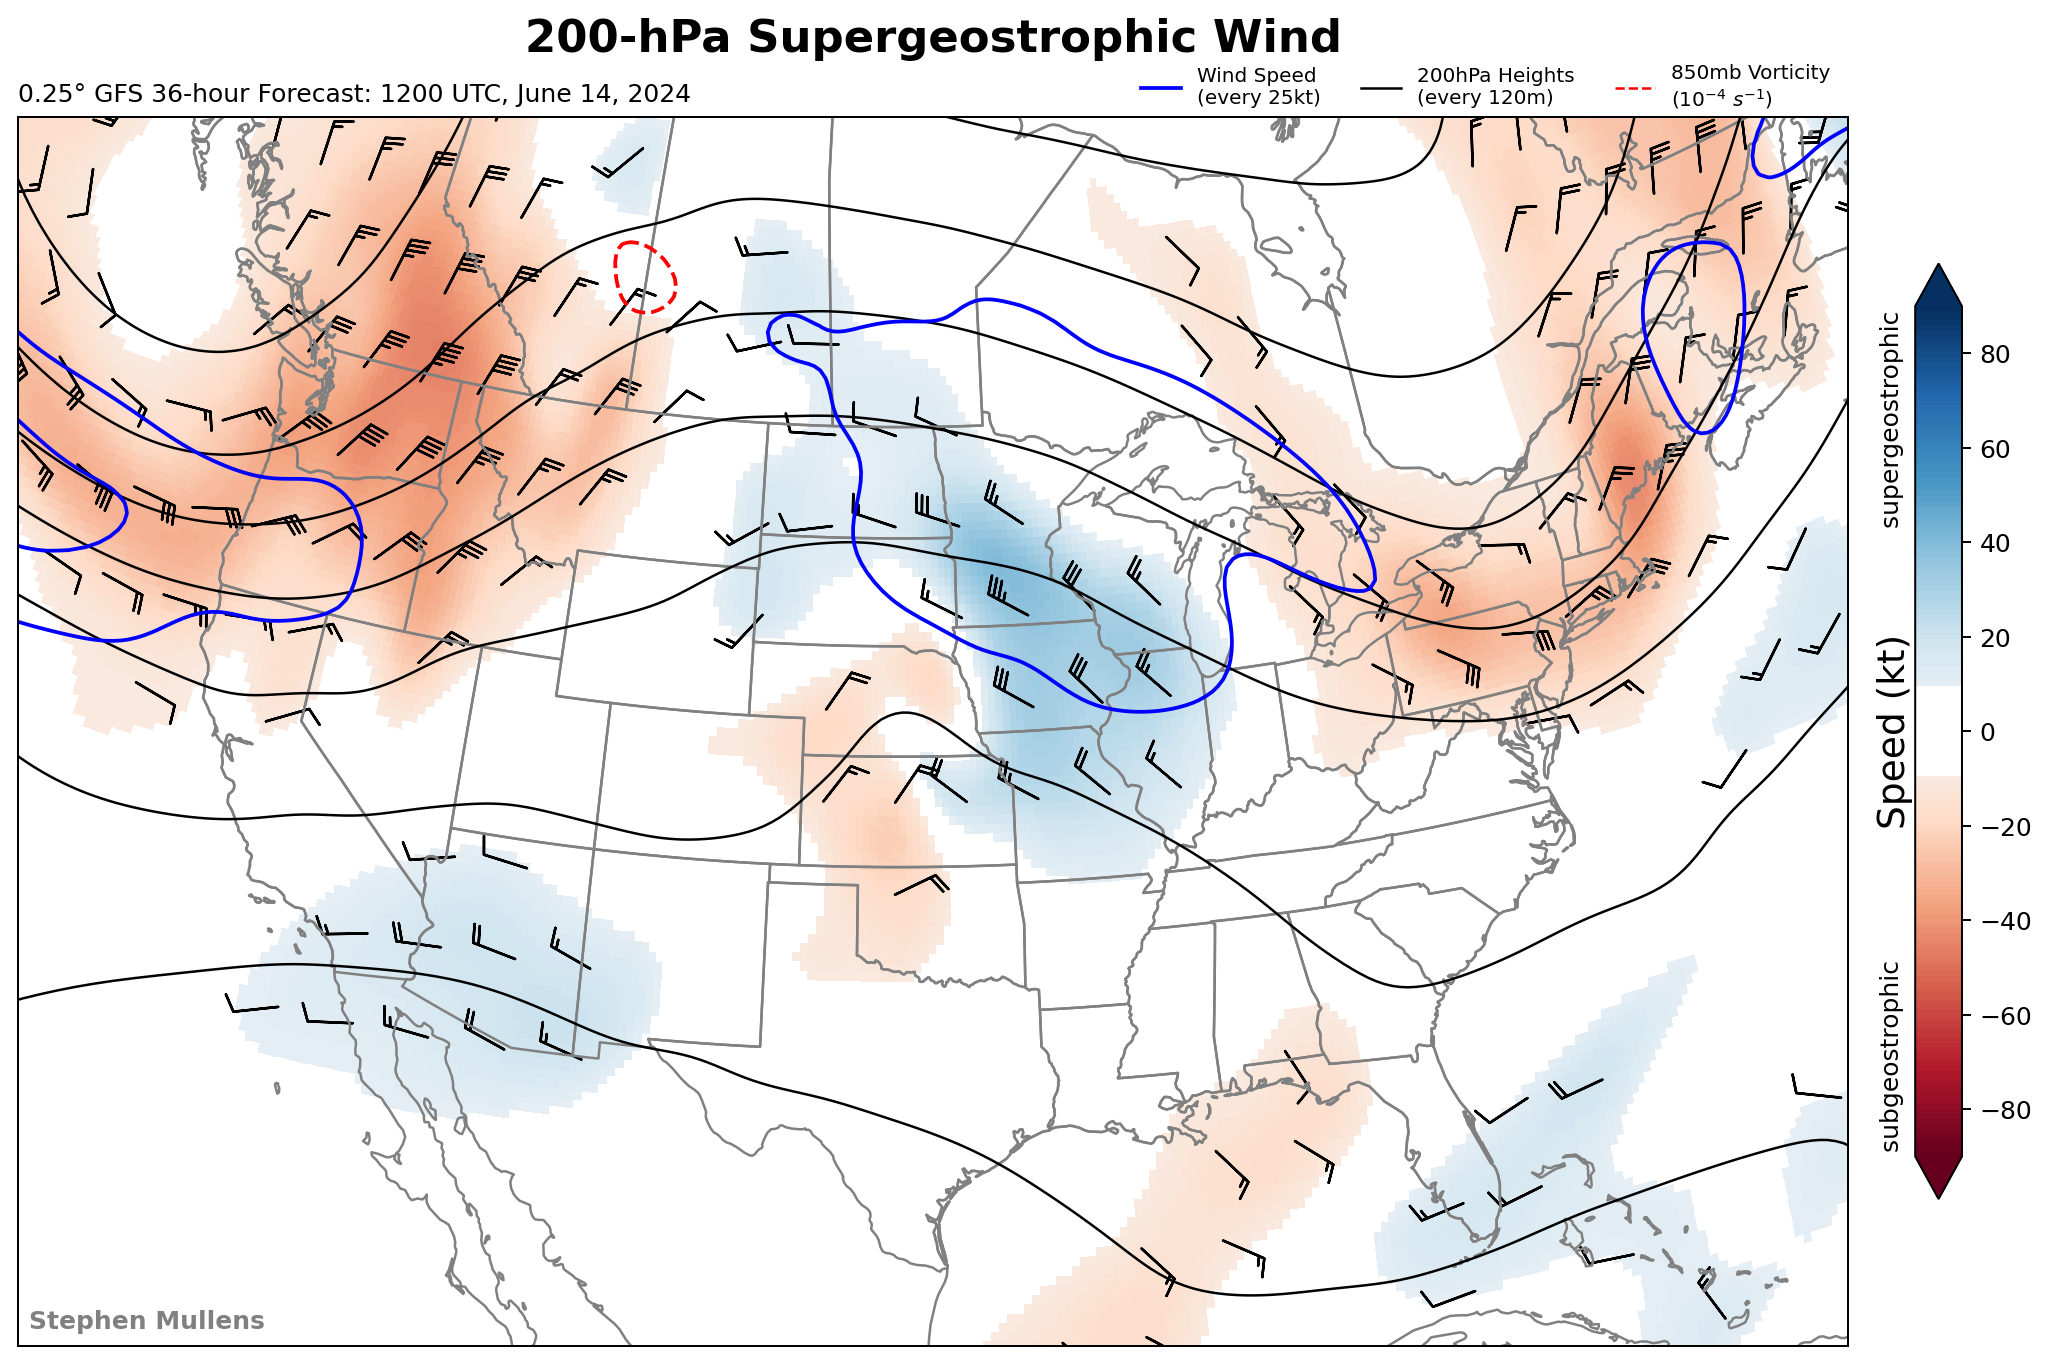 200-hPa Supergeostrophic Wind
0.25° GFS 36-hour Forecast: 1200 UTC, June 14, 2024
Wind Speed
(every 25kt)
200hPa Heights
(every 120m)
850mb Vorticity
(10⁻⁴ s⁻¹)
supergeostrophic
Speed (kt)
subgeostrophic
80
60
40
20
0
−20
−40
−60
−80
Stephen Mullens